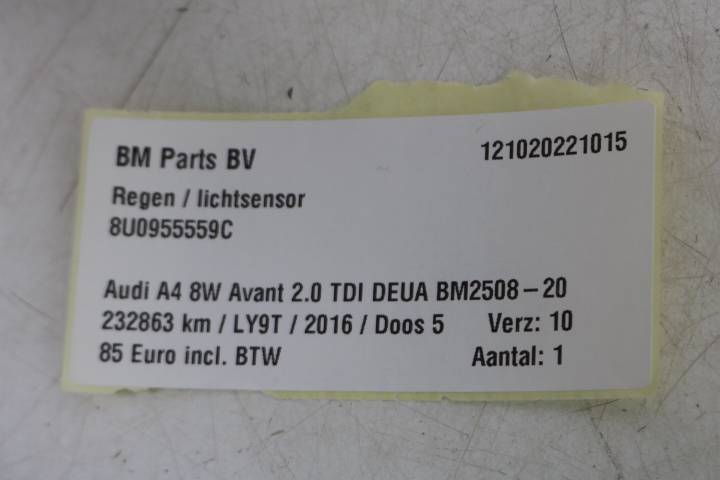 BM Parts BV 121020221015
Regen / lichtsensor
8U0955559C
Audi A4 8W Avant 2.0 TDI DEUA BM2508-20
232863 km / LY9T / 2016 / Doos 5 Verz: 10
85 Euro incl. BTW Aantal: 1